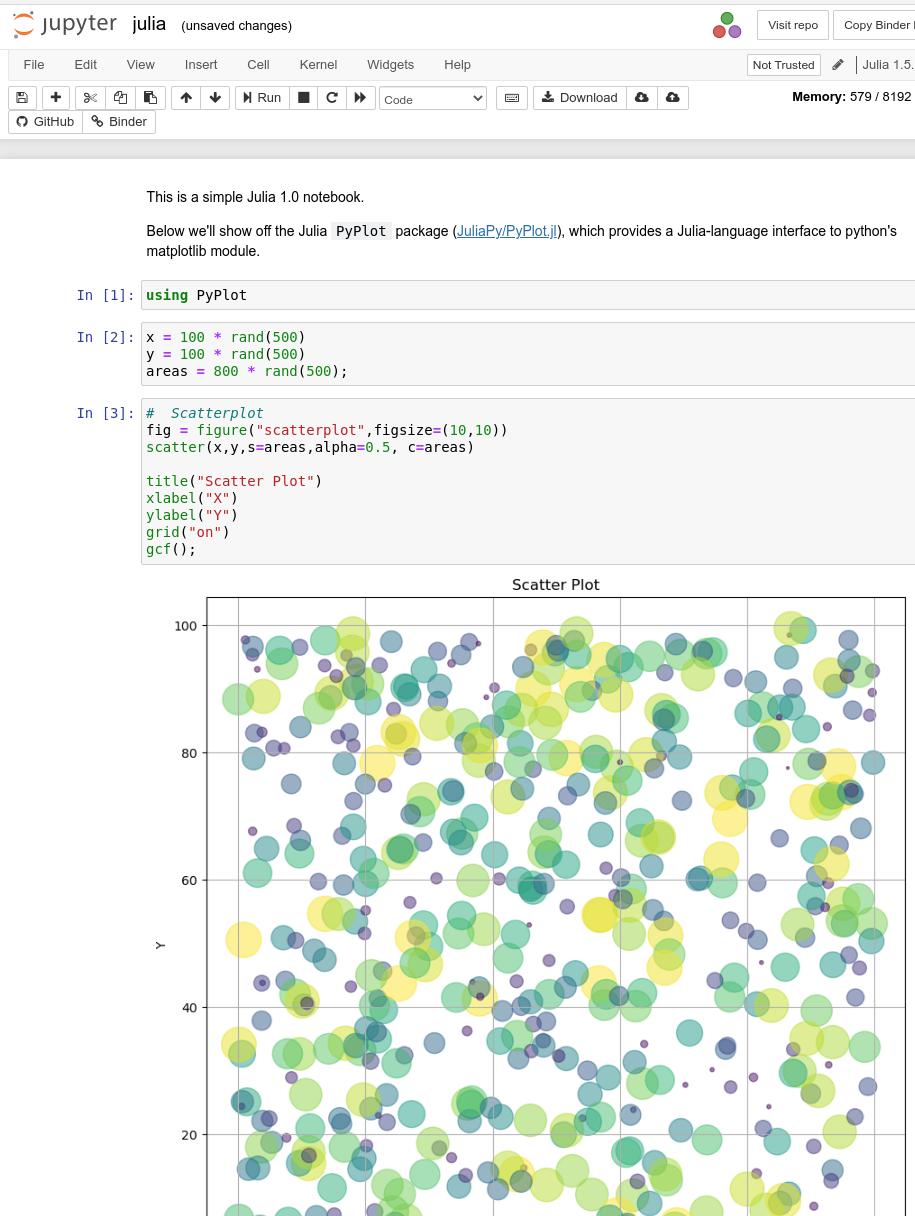 jupyter julia (unsaved changes) Visit repo Copy Binder
File Edit View Insert Cell Kernel Widgets Help Not Trusted Julia 1.5.
Run Code Download Memory: 579 / 8192
GitHub Binder
This is a simple Julia 1.0 notebook.
Below we'll show off the Julia PyPlot package (JuliaPy/PyPlot.jl), which provides a Julia-language interface to python's
matplotlib module.
In [1]: using PyPlot
In [2]: x = 100 * rand(500)
y = 100 * rand(500)
areas = 800 * rand(500);
In [3]: #  Scatterplot
fig = figure("scatterplot",figsize=(10,10))
scatter(x,y,s=areas,alpha=0.5, c=areas)
title("Scatter Plot")
xlabel("X")
ylabel("Y")
grid("on")
gcf();
Scatter Plot
100
80
60
Y
40
20